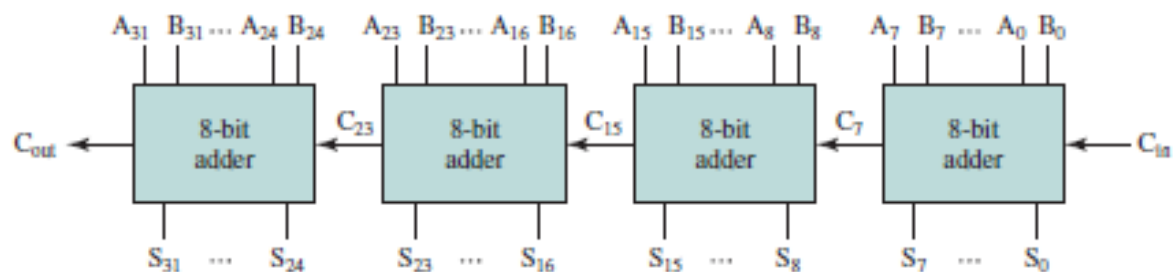 A31 B31 ... A24 B24 A23 B23 ... A16 B16 A15 B15 ... A8 B8 A7 B7 ... A0 B0
Cout 8-bit adder C23 8-bit adder C15 8-bit adder C7 8-bit adder Cin
S31 ... S24 S23 ... S16 S15 ... S8 S7 ... S0